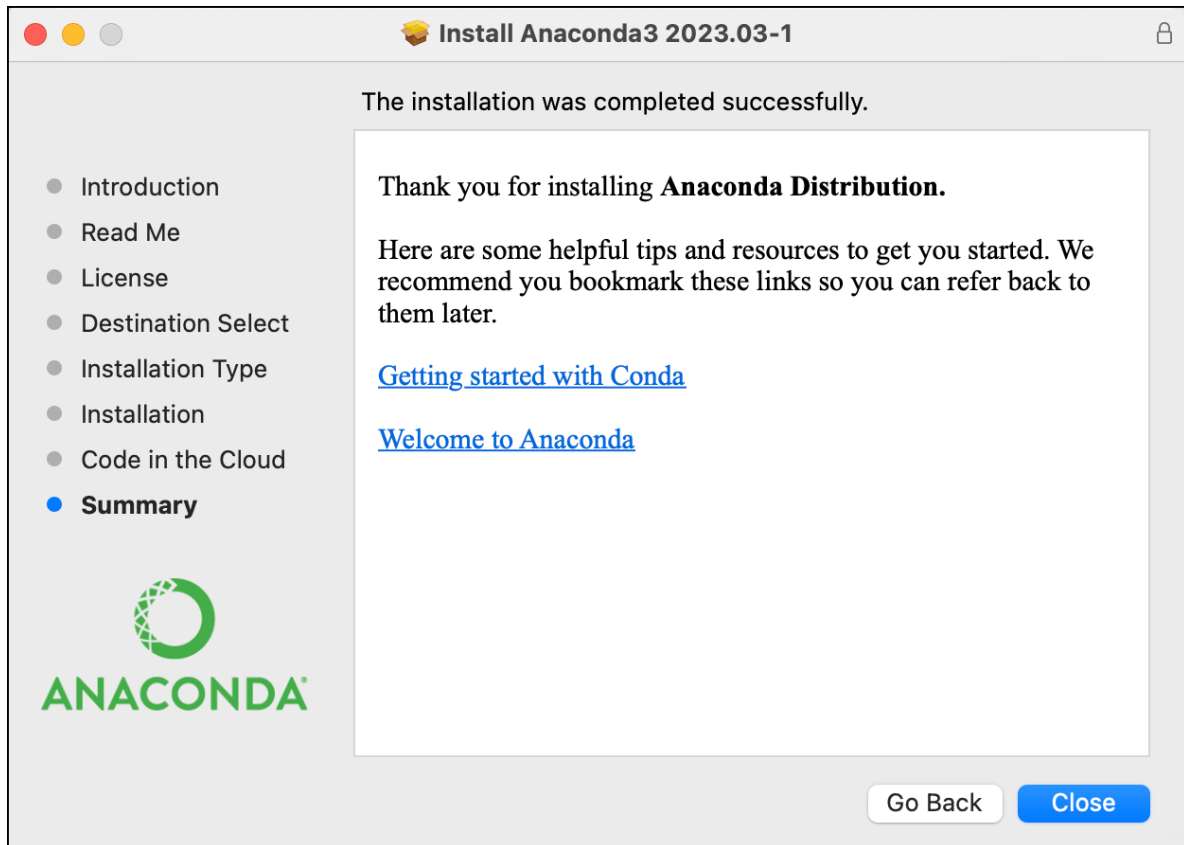 Install Anaconda3 2023.03-1
The installation was completed successfully.
Introduction
Read Me
License
Destination Select
Installation Type
Installation
Code in the Cloud
Summary
ANACONDA®
Thank you for installing Anaconda Distribution.
Here are some helpful tips and resources to get you started. We
recommend you bookmark these links so you can refer back to
them later.
Getting started with Conda
Welcome to Anaconda
Go Back
Close